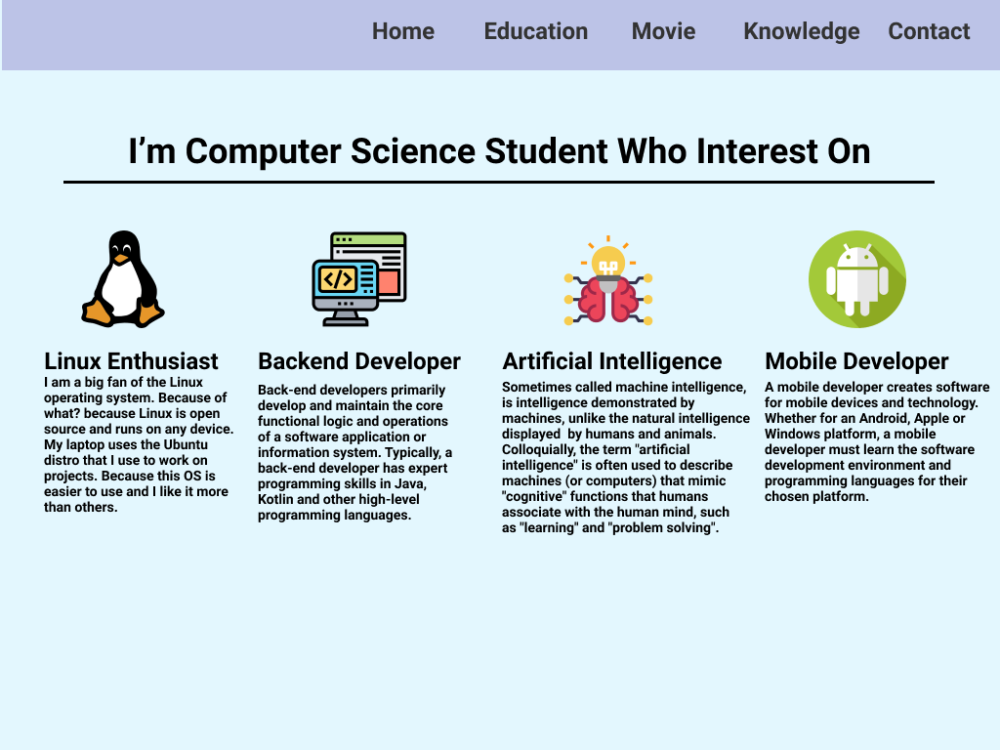 Home Education Movie Knowledge Contact
I’m Computer Science Student Who Interest On
</>
Linux Enthusiast
I am a big fan of the Linux
operating system. Because of
what? because Linux is open
source and runs on any device.
My laptop uses the Ubuntu
distro that I use to work on
projects. Because this OS is
easier to use and I like it more
than others.
Backend Developer
Back-end developers primarily
develop and maintain the core
functional logic and operations
of a software application or
information system. Typically, a
back-end developer has expert
programming skills in Java,
Kotlin and other high-level
programming languages.
Artificial Intelligence
Sometimes called machine intelligence,
is intelligence demonstrated by
machines, unlike the natural intelligence
displayed  by humans and animals.
Colloquially, the term "artificial
intelligence" is often used to describe
machines (or computers) that mimic
"cognitive" functions that humans
associate with the human mind, such
as "learning" and "problem solving".
Mobile Developer
A mobile developer creates software
for mobile devices and technology.
Whether for an Android, Apple or
Windows platform, a mobile
developer must learn the software
development environment and
programming languages for their
chosen platform.